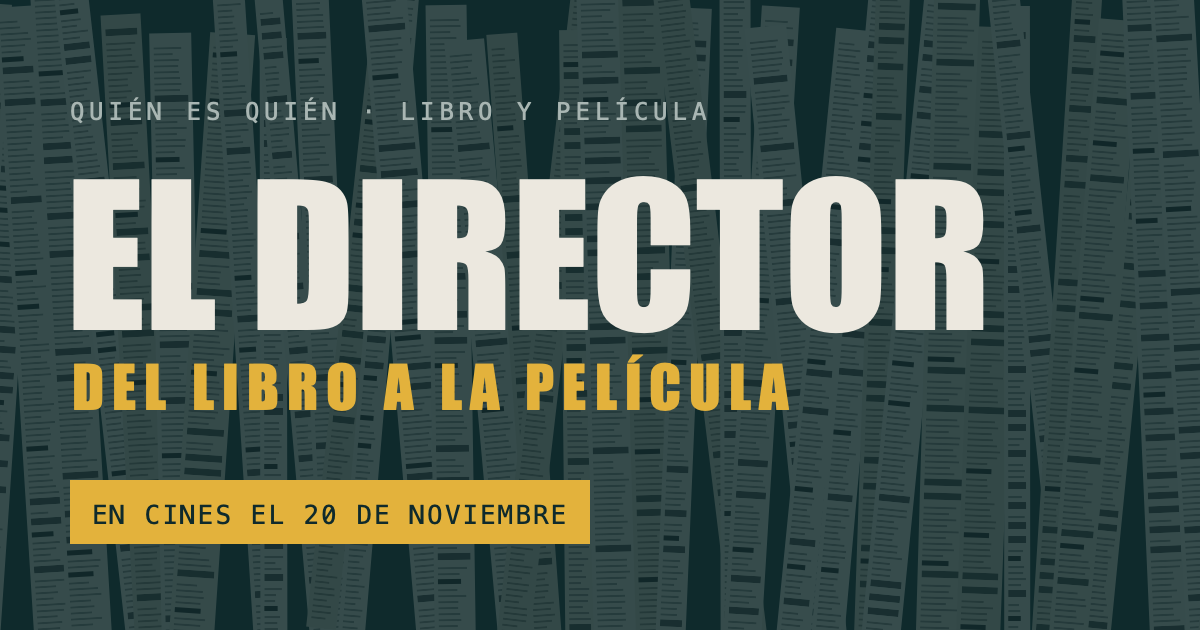 QUIÉN ES QUIÉN · LIBRO Y PELÍCULA
EL DIRECTOR
DEL LIBRO A LA PELÍCULA
EN CINES EL 20 DE NOVIEMBRE